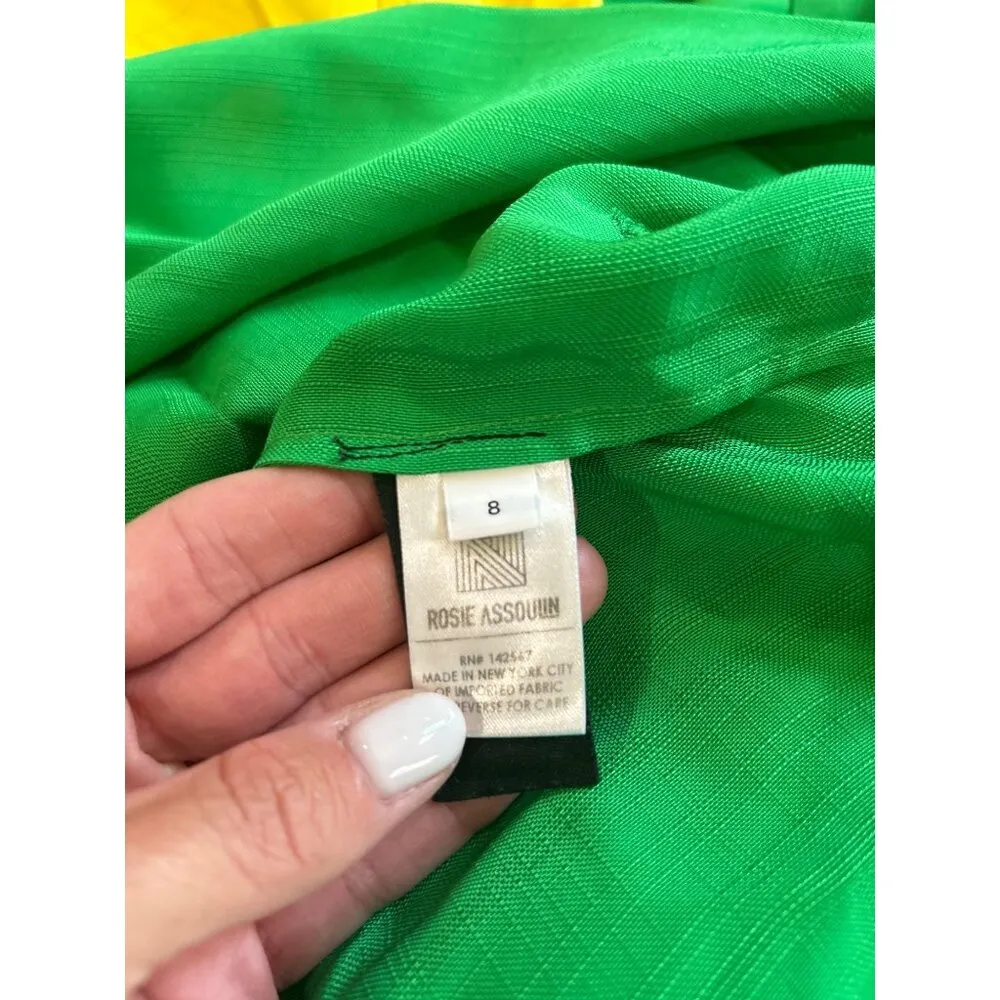 8
ROSIE ASSOULIN
RN# 142567
MADE IN NEW YORK CITY
OF IMPORTED FABRIC
REVERSE FOR CARE